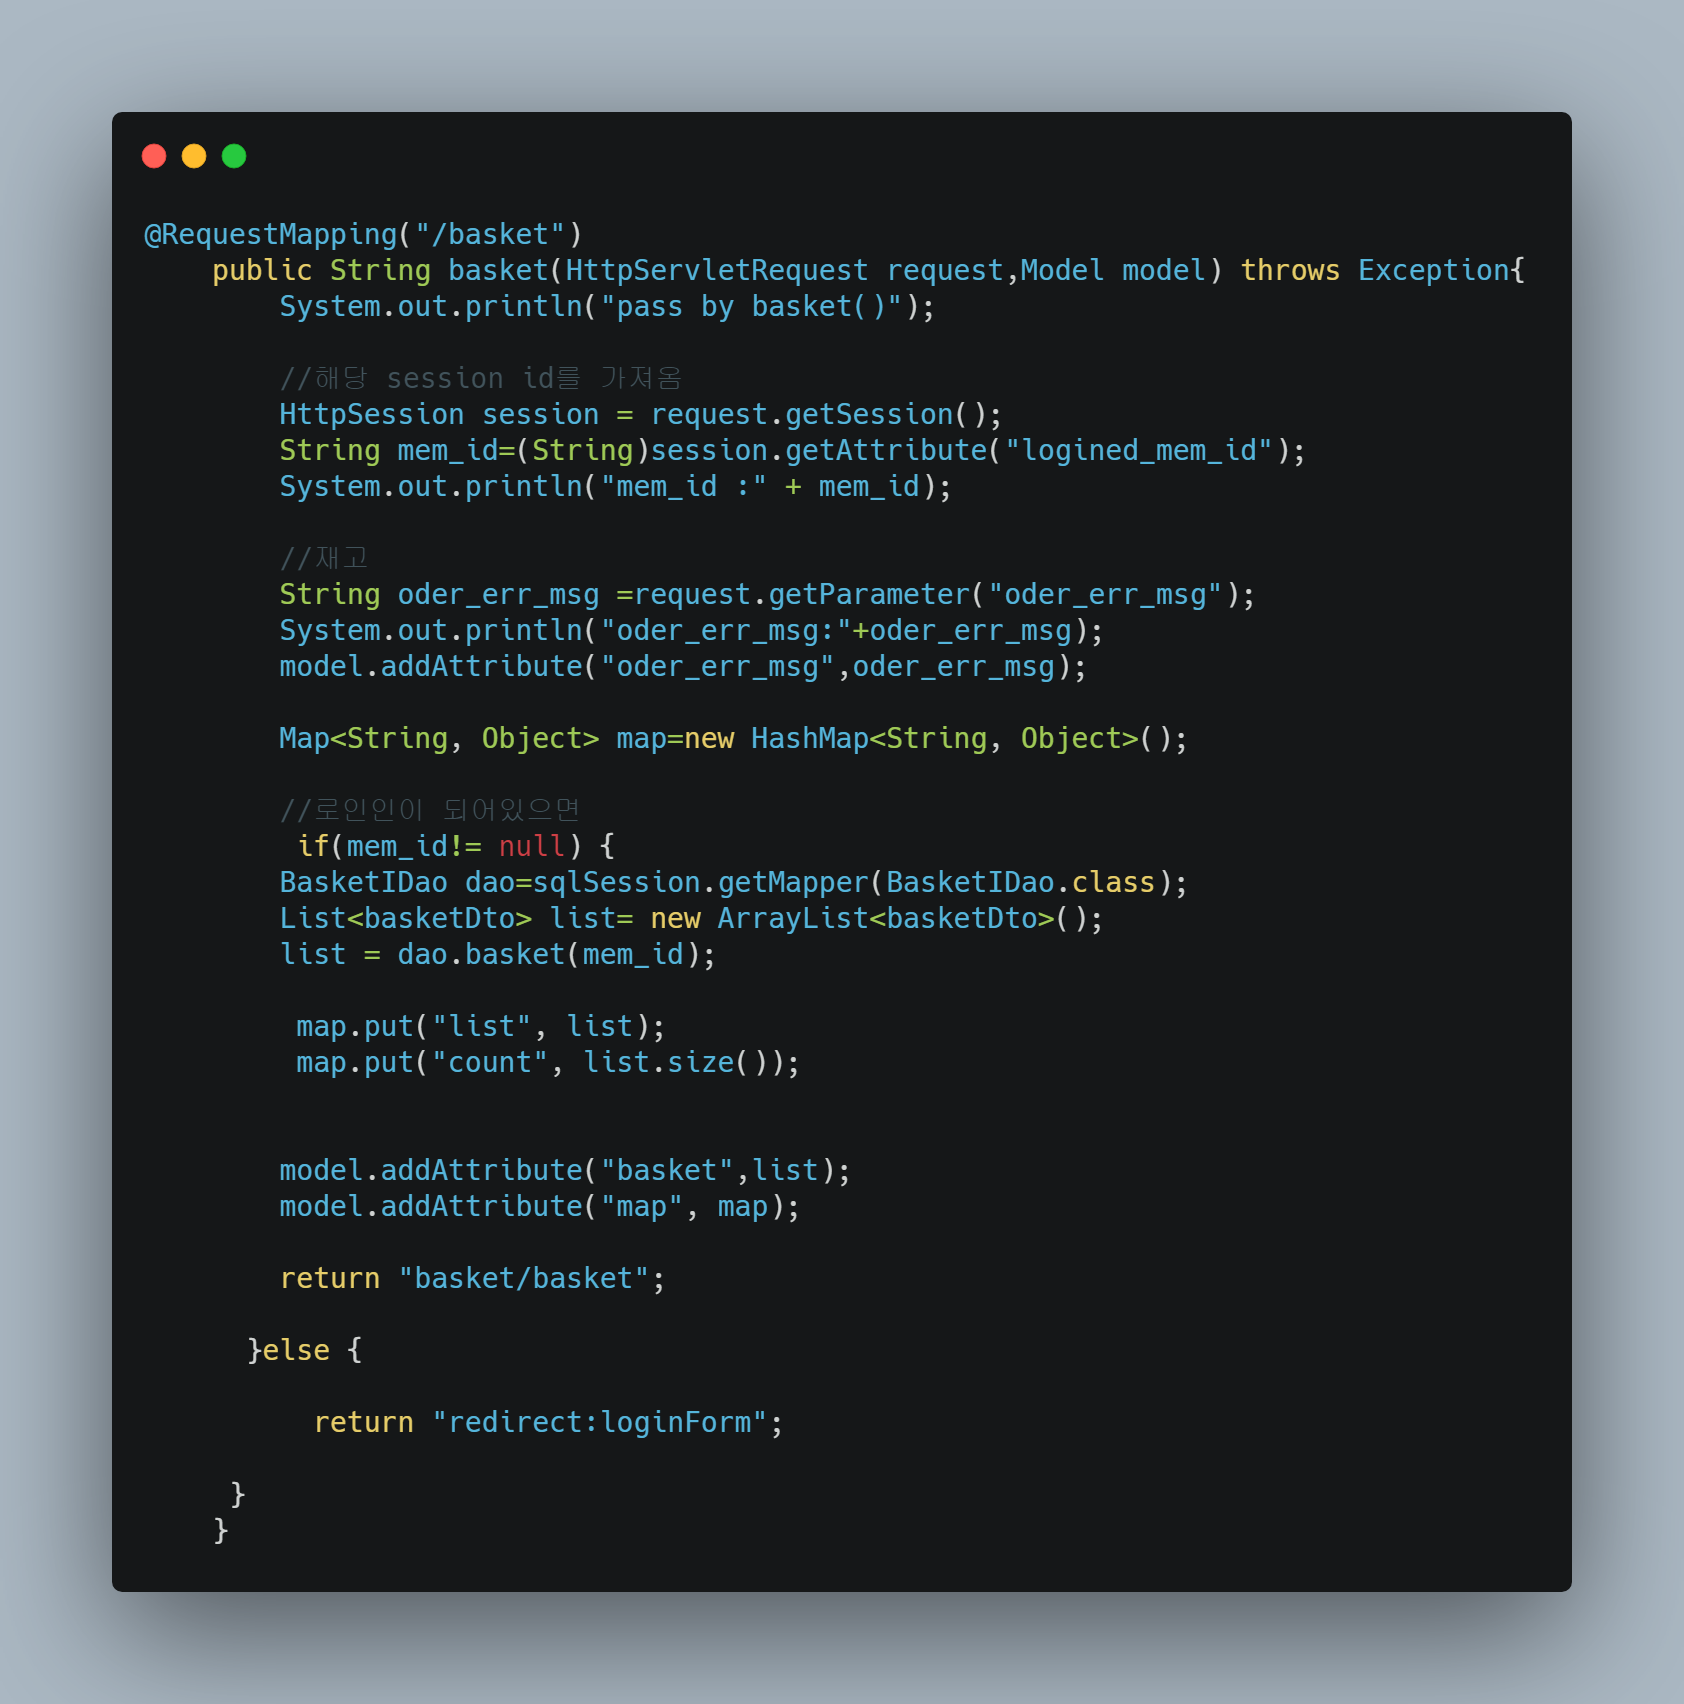 @RequestMapping("/basket")
    public String basket(HttpServletRequest request,Model model) throws Exception{
        System.out.println("pass by basket()");
        //해당 session id를 가져옴
        HttpSession session = request.getSession();
        String mem_id=(String)session.getAttribute("logined_mem_id");
        System.out.println("mem_id :" + mem_id);
        //재고
        String oder_err_msg =request.getParameter("oder_err_msg");
        System.out.println("oder_err_msg:"+oder_err_msg);
        model.addAttribute("oder_err_msg",oder_err_msg);
        Map<String, Object> map=new HashMap<String, Object>();
        //로인인이 되어있으면
         if(mem_id!= null) {
        BasketIDao dao=sqlSession.getMapper(BasketIDao.class);
        List<basketDto> list= new ArrayList<basketDto>();
        list = dao.basket(mem_id);
         map.put("list", list);
         map.put("count", list.size());
        model.addAttribute("basket",list);
        model.addAttribute("map", map);
        return "basket/basket";
      }else {
          return "redirect:loginForm";
     }
    }